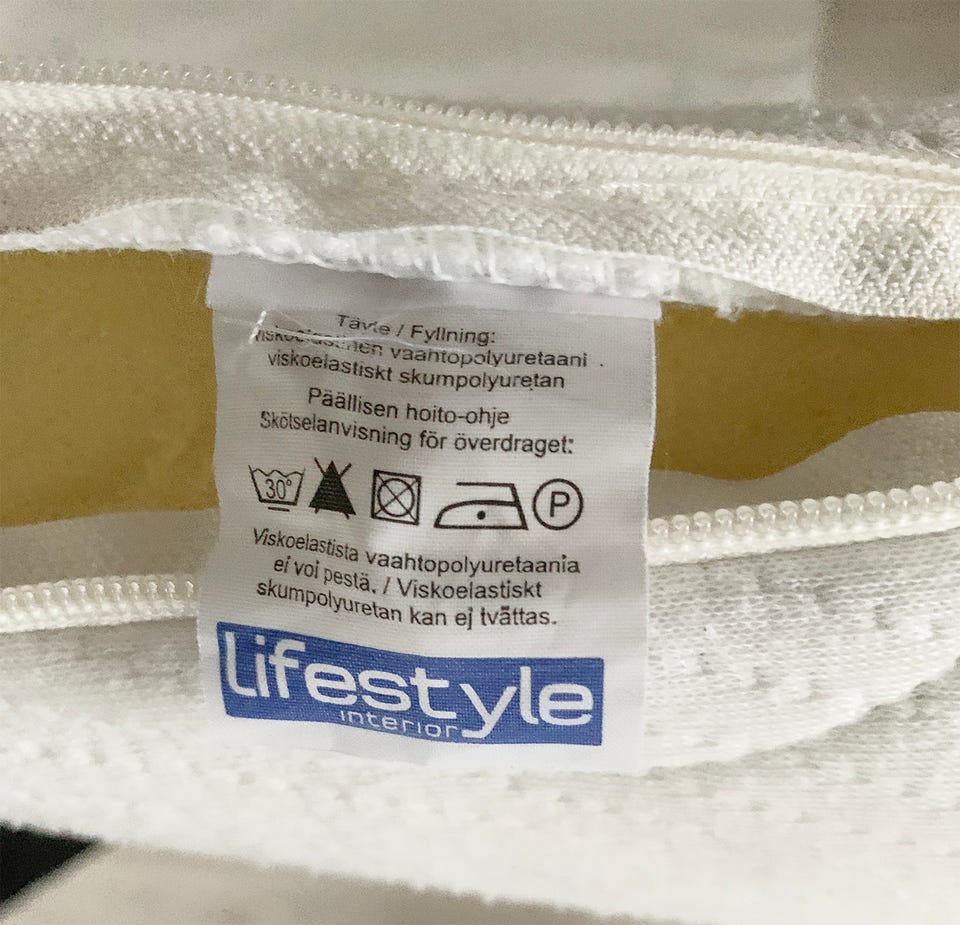 Täyte / Fyllning:
viskoelastinen vaahtopolyuretaani
viskoelastiskt skumpolyuretan
Päällisen hoito-ohje
Skötselanvisning för överdraget:
30° P
Viskoelastista vaahtopolyuretaania
ei voi pestä. / Viskoelastiskt
skumpolyuretan kan ej tvättas.
lifestyle
interior